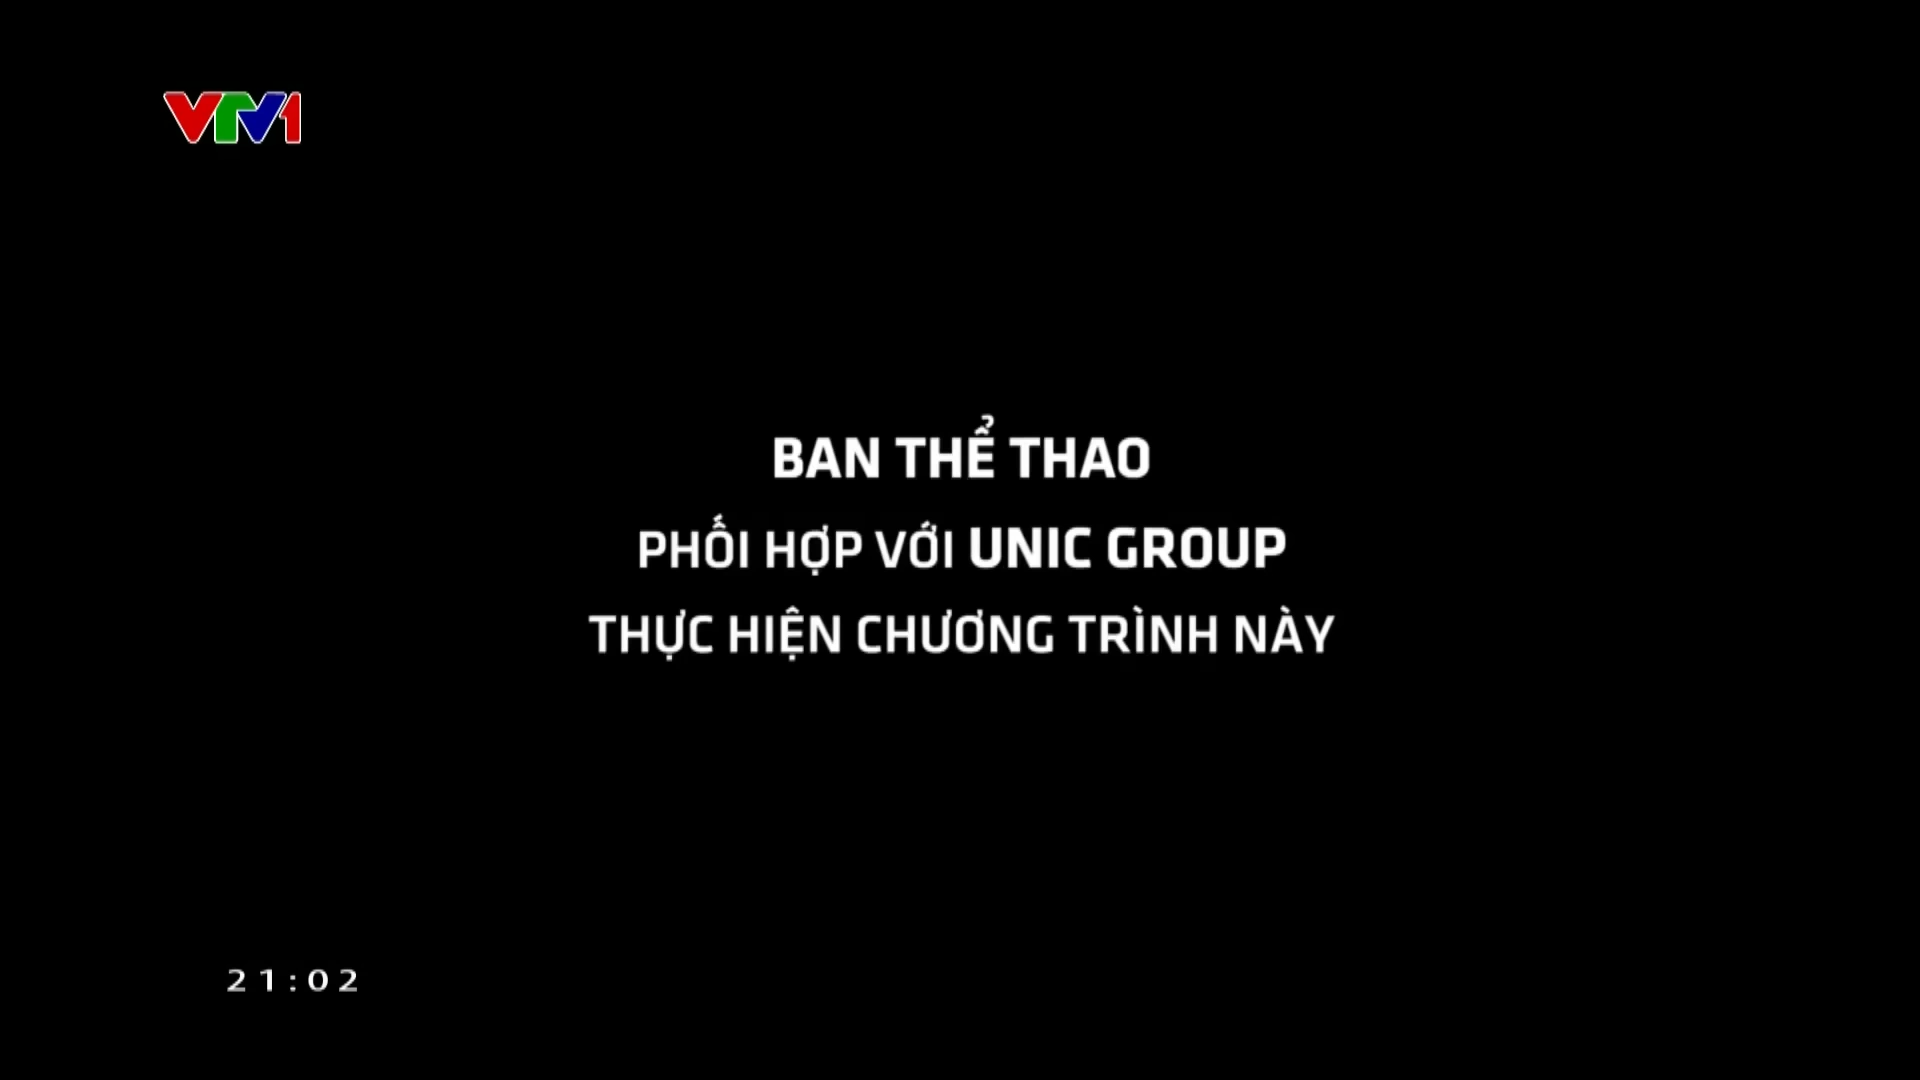 VTV1
BAN THỂ THAO
PHỐI HỢP VỚI UNIC GROUP
THỰC HIỆN CHƯƠNG TRÌNH NÀY
21:02